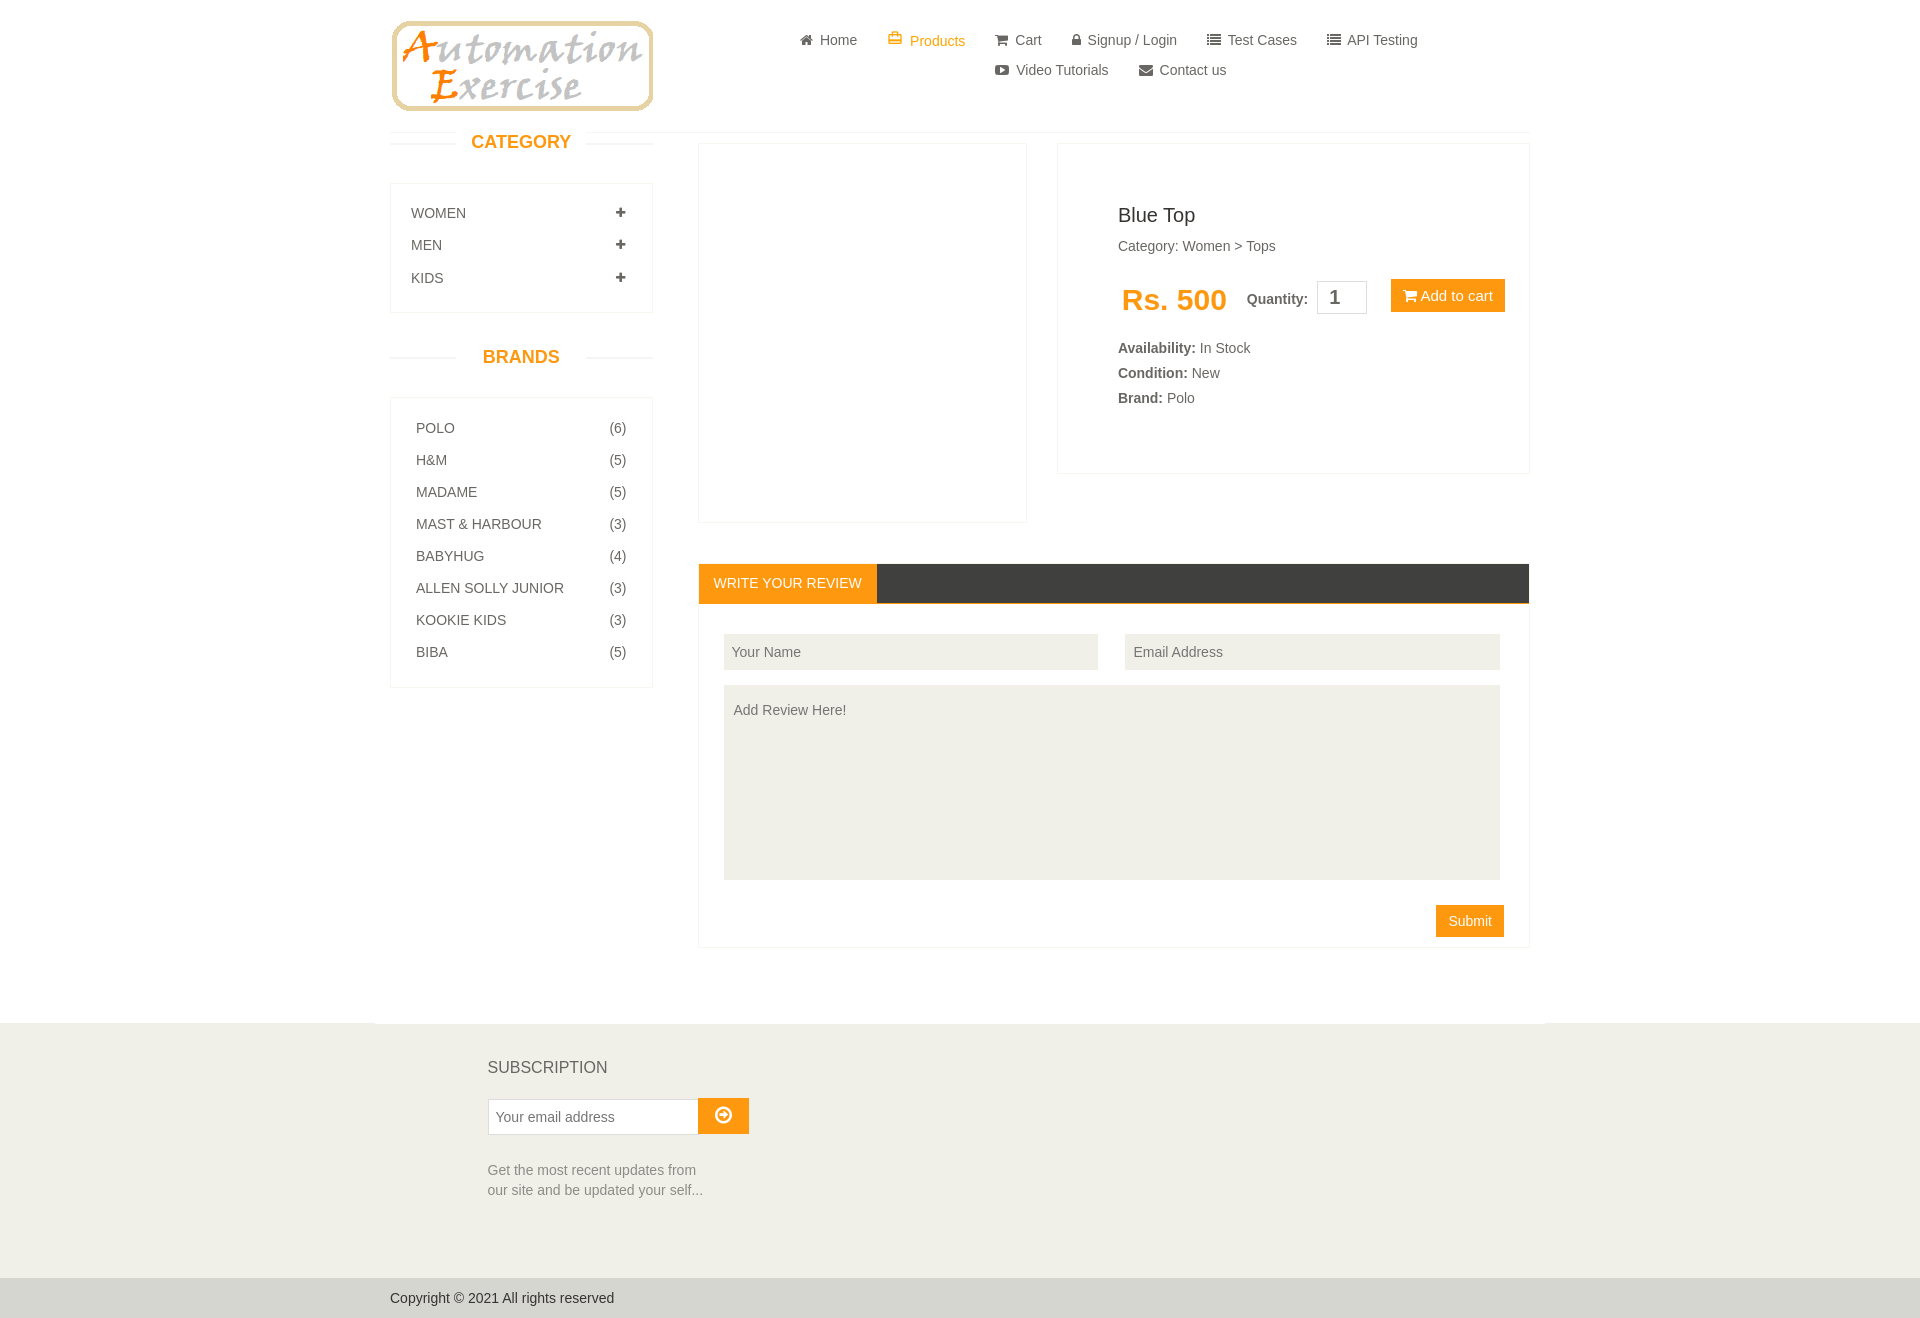 Automation
Exercise
Home
Products
Cart
Signup / Login
Test Cases
API Testing
Video Tutorials
Contact us
CATEGORY
WOMEN
MEN
KIDS
BRANDS
POLO (6)
H&M (5)
MADAME (5)
MAST & HARBOUR (3)
BABYHUG (4)
ALLEN SOLLY JUNIOR (3)
KOOKIE KIDS (3)
BIBA (5)
Blue Top
Category: Women > Tops
Rs. 500 Quantity: 1 Add to cart
Availability: In Stock
Condition: New
Brand: Polo
WRITE YOUR REVIEW
Your Name
Email Address
Add Review Here!
Submit
SUBSCRIPTION
Your email address
Get the most recent updates from
our site and be updated your self...
Copyright © 2021 All rights reserved